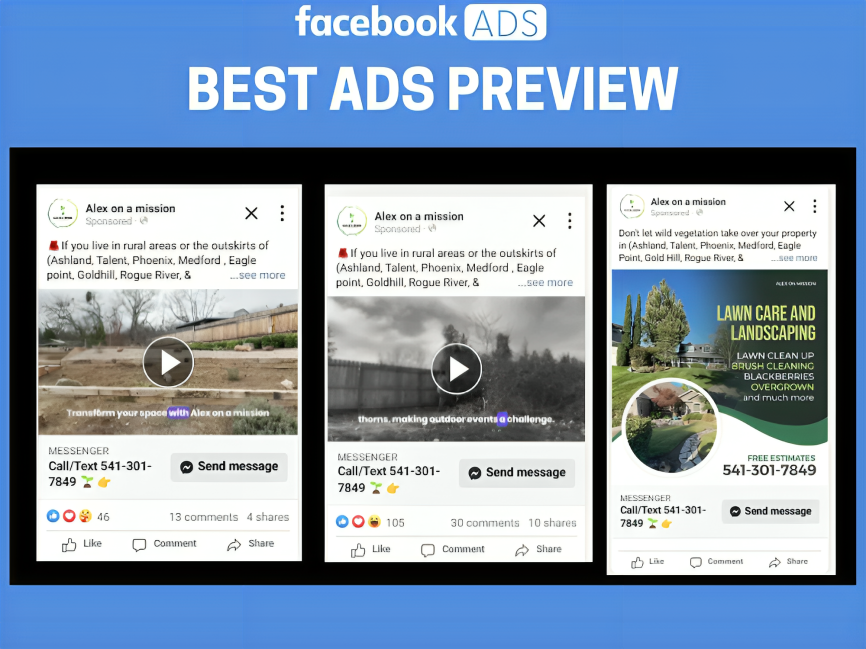 facebook ADS
BEST ADS PREVIEW
Alex on a mission
Sponsored ·
If you live in rural areas or the outskirts of
(Ashland, Talent, Phoenix, Medford , Eagle
point, Goldhill, Rogue River, & ...see more
Transform your space with Alex on a mission
MESSENGER
Call/Text 541-301-
7849
Send message
46 13 comments 4 shares
Like Comment Share
Alex on a mission
Sponsored ·
If you live in rural areas or the outskirts of
(Ashland, Talent, Phoenix, Medford , Eagle
point, Goldhill, Rogue River, & ...see more
thorns, making outdoor events a challenge.
MESSENGER
Call/Text 541-301-
7849
Send message
105 30 comments 10 shares
Like Comment Share
Alex on a mission
Sponsored ·
Don't let wild vegetation take over your property
in (Ashland, Talent, Phoenix, Medford, Eagle
Point, Gold Hill, Rogue River, & ...see more
ALEX ON MISSION
LAWN CARE AND
LANDSCAPING
LAWN CLEAN UP
BRUSH CLEANING
BLACKBERRIES
OVERGROWN
and much more
FREE ESTIMATES
541-301-7849
MESSENGER
Call/Text 541-301-
7849
Send message
Like Comment Share